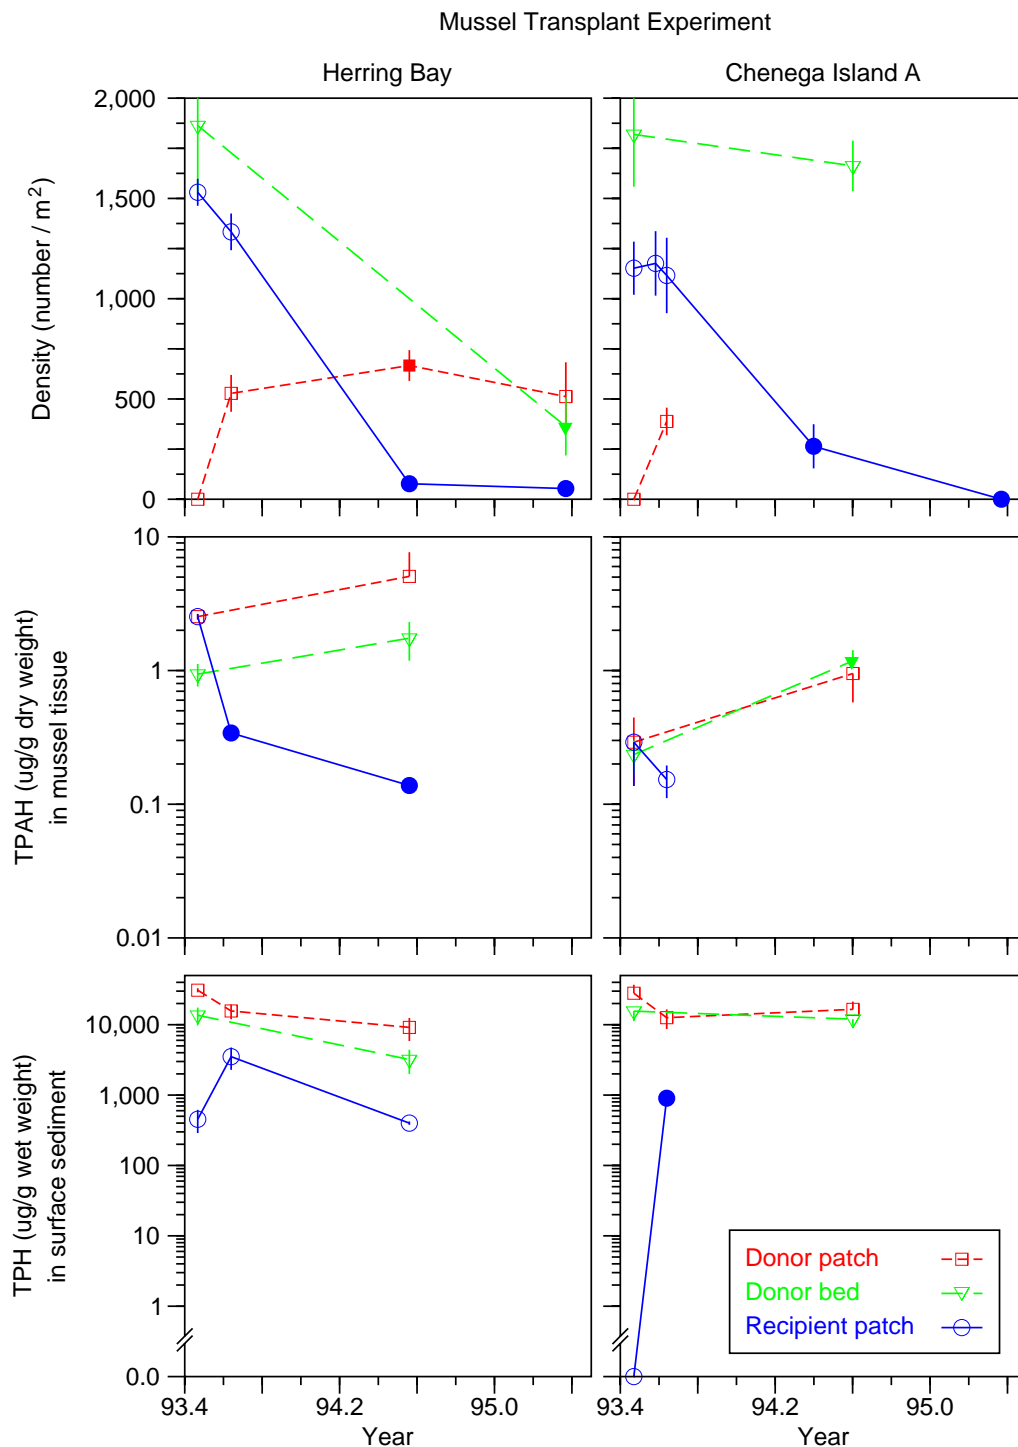 Mussel Transplant Experiment
Herring Bay
Chenega Island A
Density (number / m²)
2,000
1,500
1,000
500
0
TPAH (ug/g dry weight)
in mussel tissue
10
1
0.1
0.01
TPH (ug/g wet weight)
in surface sediment
10,000
1,000
100
10
1
0.0
Donor patch
Donor bed
Recipient patch
93.4 94.2 95.0
93.4 94.2 95.0
Year
Year